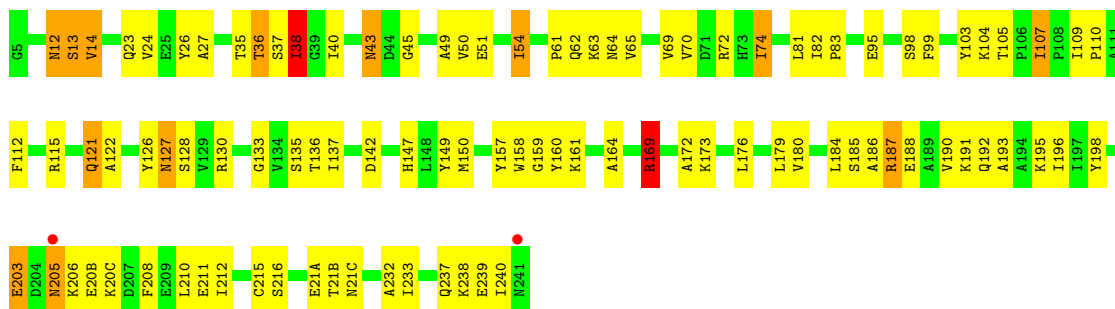 G5 N12 S13 V14 Q23 V24 E25 Y26 A27 T35 T36 S37 I38 G39 I40 N43 D44 G45 A49 V50 E51 I54 P61 Q62 K63 N64 V65 V69 V70 D71 R72 H73 I74 L81 I82 P83 E95 S98 F99 Y103 K104 T105 P106 I107 P108 I109 P110 A111
F112 R115 Q121 A122 Y126 N127 S128 V129 R130 G133 V134 S135 T136 I137 D142 H147 L148 Y149 M150 Y157 W158 G159 Y160 K161 A164 R169 A172 K173 L176 L179 V180 L184 S185 A186 R187 E188 A189 V190 K191 Q192 A193 A194 K195 I196 I197 Y198
E203 D204 N205 K206 E20B K20C D207 F208 E209 L210 E211 I212 C215 S216 E21A T21B N21C A232 I233 Q237 K238 E239 I240 N241